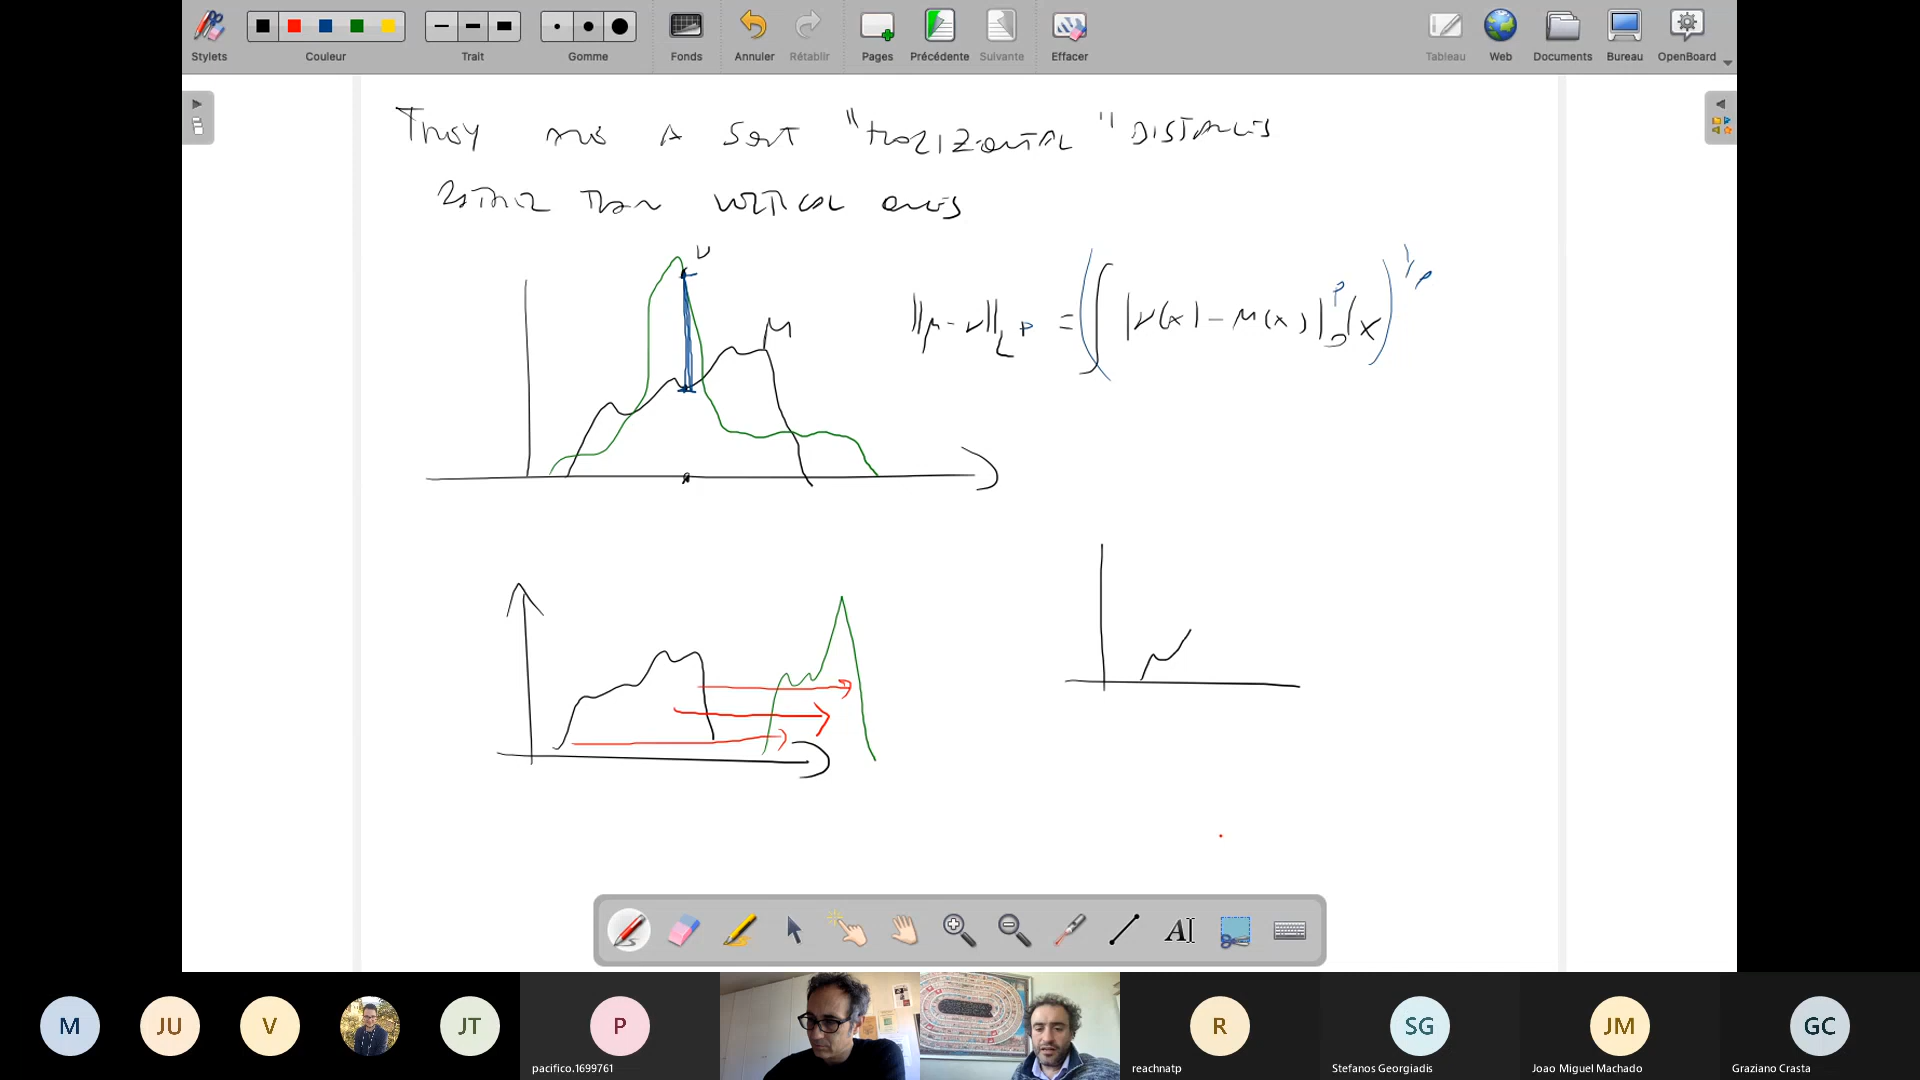 Stylets Couleur Trait Gomme Fonds Annuler Rétablir Pages Précédente Suivante Effacer Tableau Web Documents Bureau OpenBoard
THEY ARE A SORT "HORIZONTAL" DISTANCES
RATHER THAN VERTICAL ONES
ν
μ
||μ-ν||_L^p = (∫ |ν(x) - μ(x)|^p dx)^1/p
AI
M JU V JT P R SG JM GC
pacifico.1699761 reachnatp Stefanos Georgiadis Joao Miguel Machado Graziano Crasta